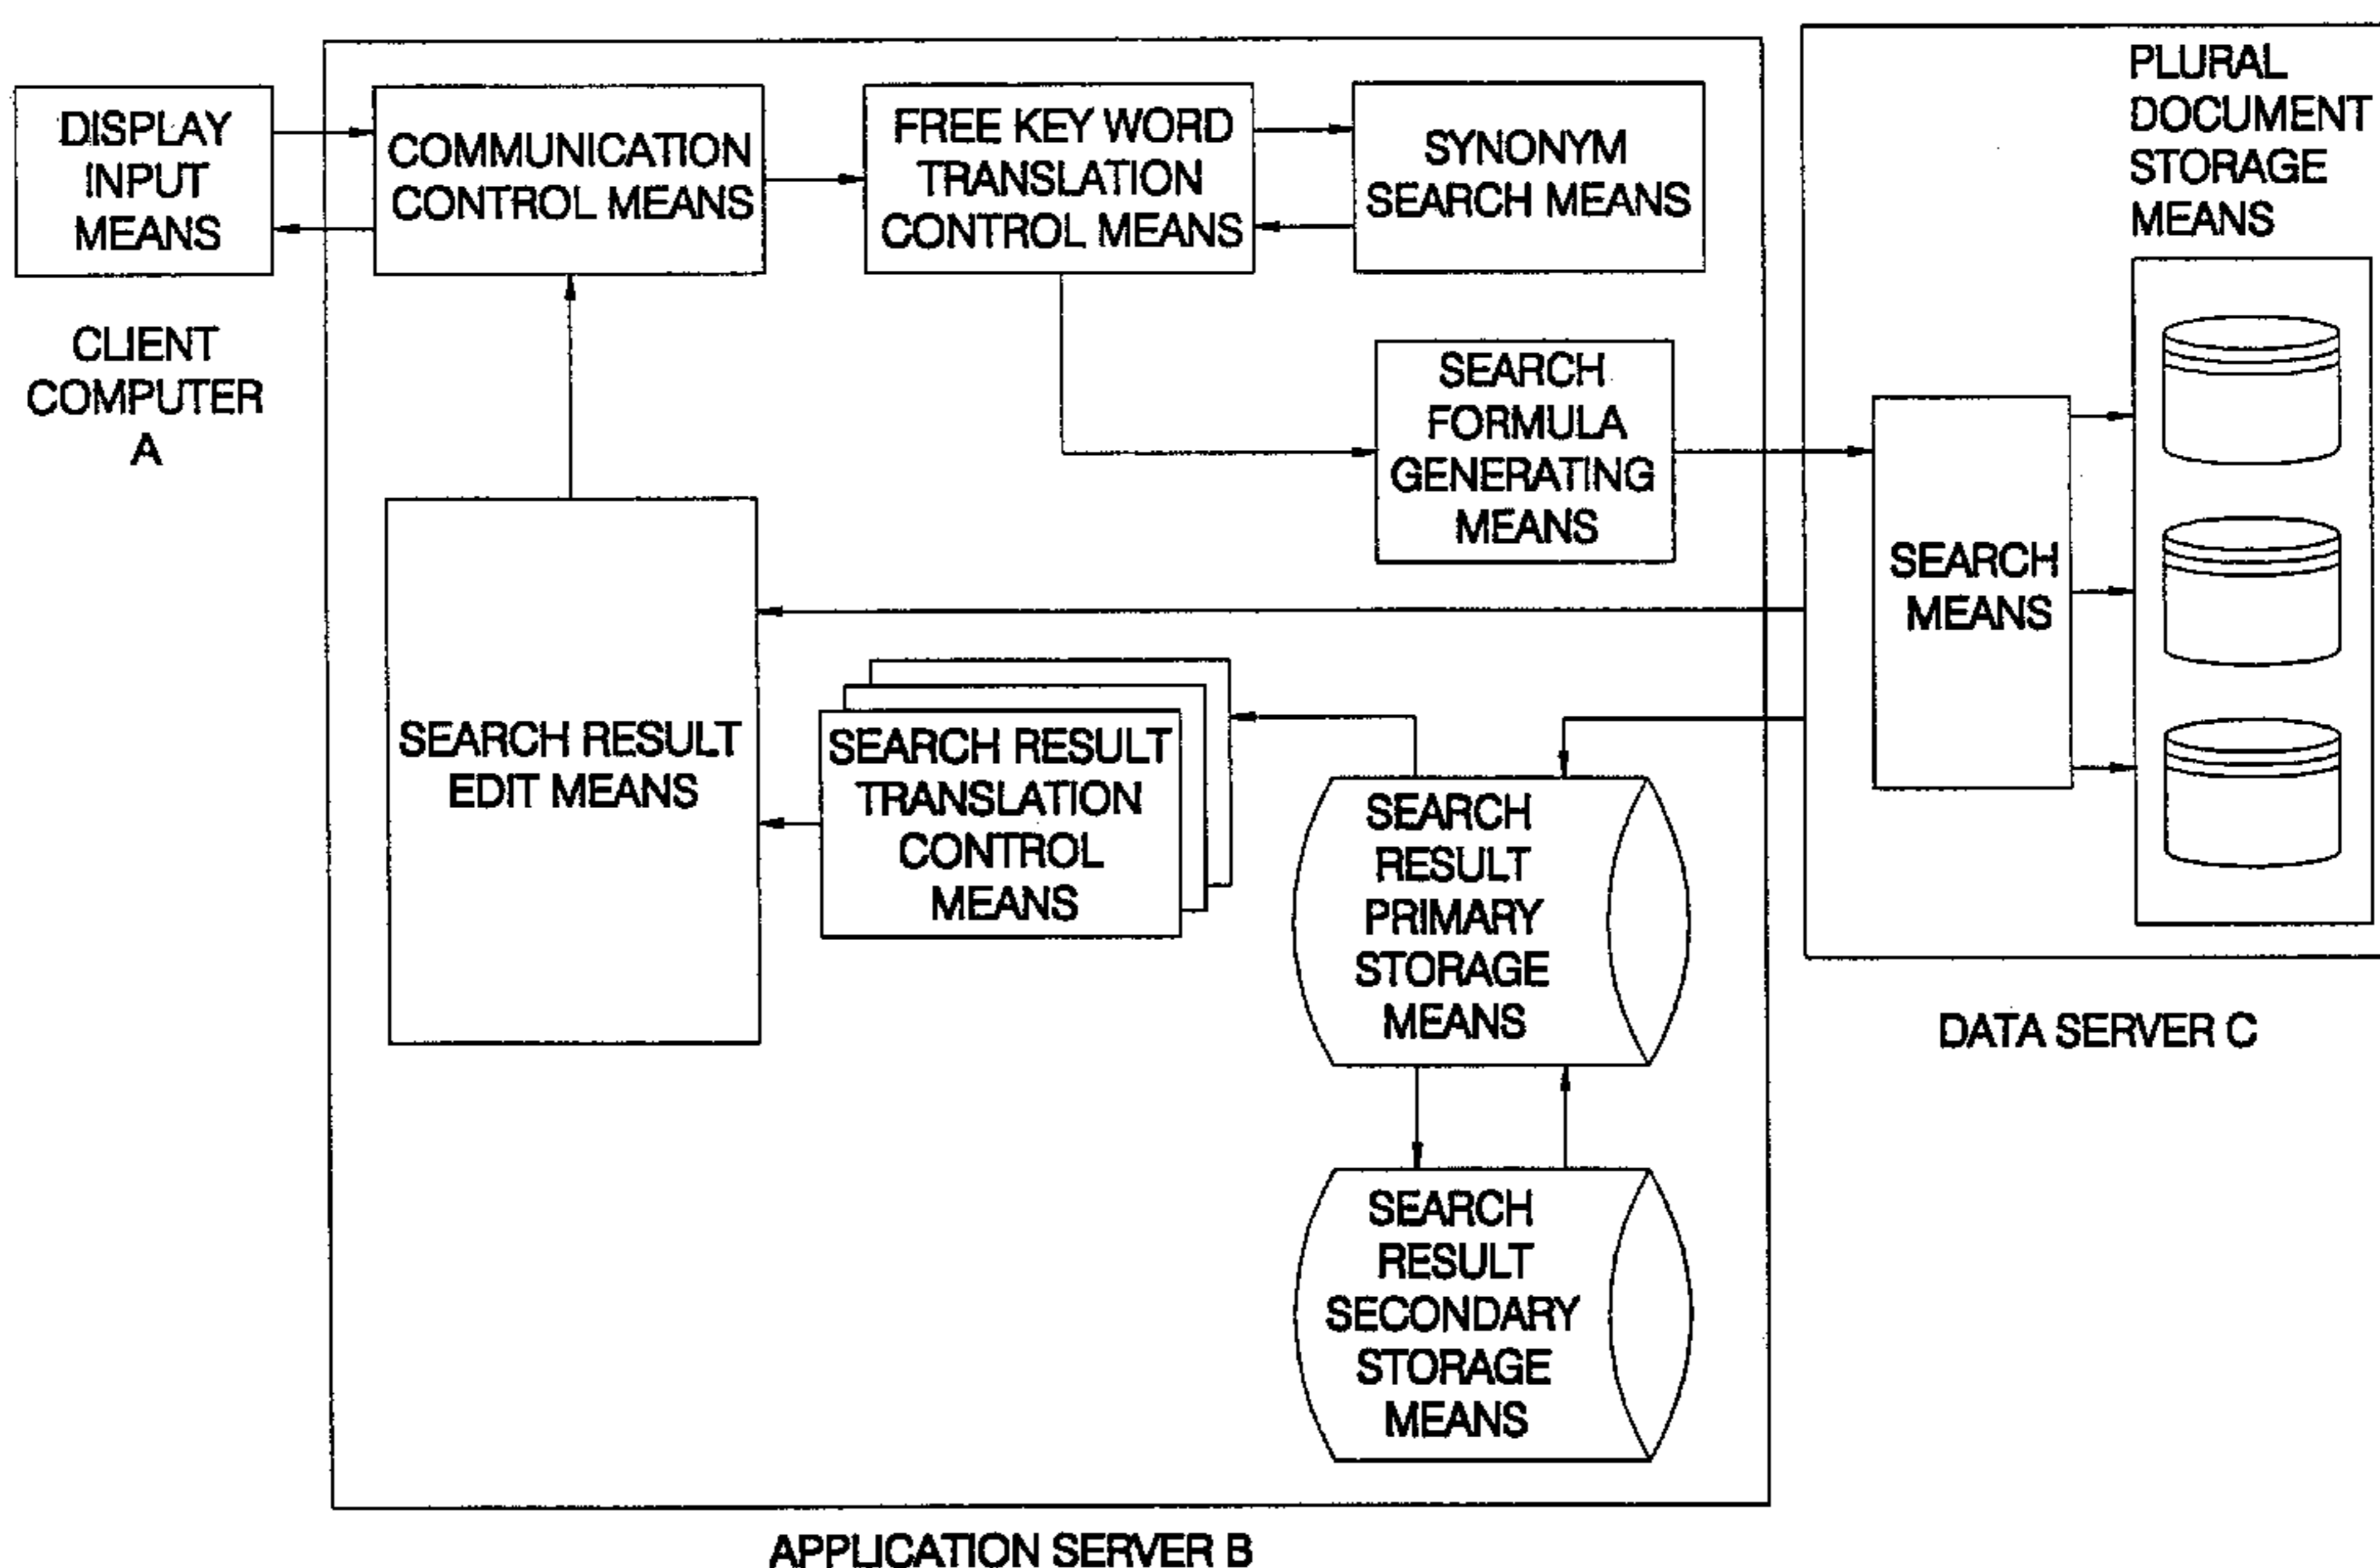 DISPLAY
INPUT
MEANS
CLIENT
COMPUTER
A
COMMUNICATION
CONTROL MEANS
FREE KEY WORD
TRANSLATION
CONTROL MEANS
SYNONYM
SEARCH MEANS
SEARCH
FORMULA
GENERATING
MEANS
SEARCH RESULT
EDIT MEANS
SEARCH RESULT
TRANSLATION
CONTROL
MEANS
SEARCH
RESULT
PRIMARY
STORAGE
MEANS
SEARCH
RESULT
SECONDARY
STORAGE
MEANS
APPLICATION SERVER B
PLURAL
DOCUMENT
STORAGE
MEANS
SEARCH
MEANS
DATA SERVER C